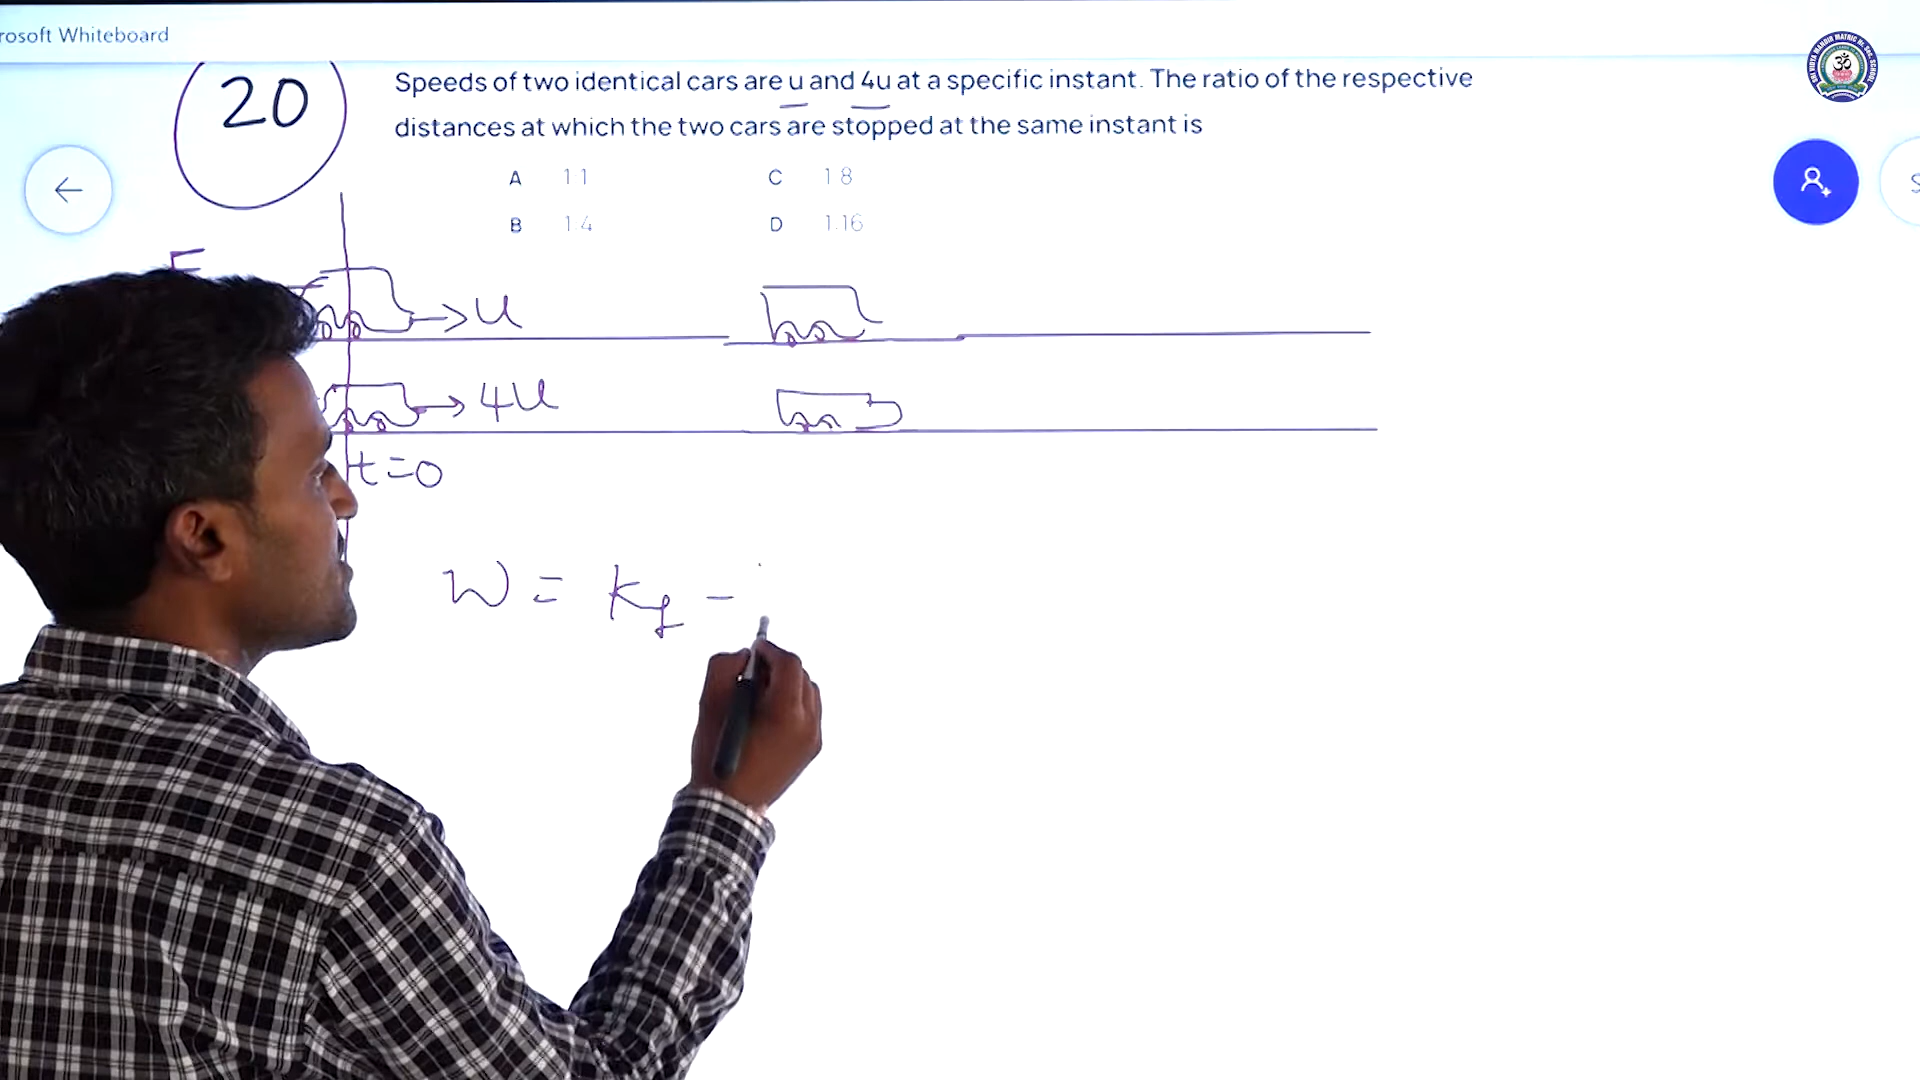 rosoft Whiteboard
20
Speeds of two identical cars are u and 4u at a specific instant. The ratio of the respective
distances at which the two cars are stopped at the same instant is
A 1 1
C 1 8
B 1.4
D 1.16
F
→ u
→ 4u
t=0
W = Kf -
S